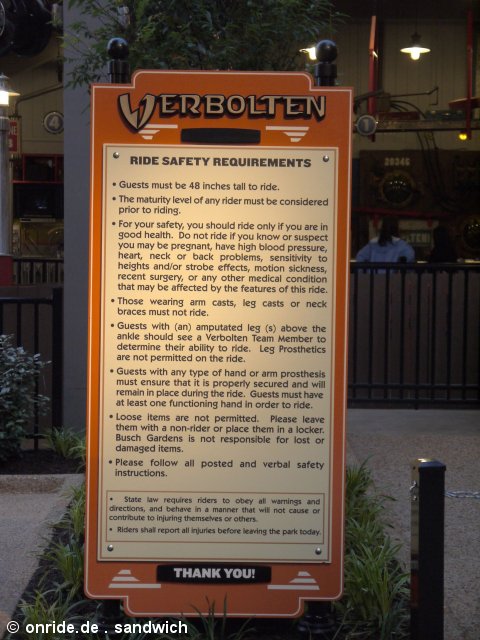 VERBOLTEN
RIDE SAFETY REQUIREMENTS
• Guests must be 48 inches tall to ride.
• The maturity level of any rider must be considered
prior to riding.
• For your safety, you should ride only if you are in
good health. Do not ride if you know or suspect
you may be pregnant, have high blood pressure,
heart, neck or back problems, sensitivity to
heights and/or strobe effects, motion sickness,
recent surgery, or any other medical condition
that may be affected by the features of this ride.
• Those wearing arm casts, leg casts or neck
braces must not ride.
• Guests with (an) amputated leg (s) above the
ankle should see a Verbolten Team Member to
determine their ability to ride. Leg Prosthetics
are not permitted on the ride.
• Guests with any type of hand or arm prosthesis
must ensure that it is properly secured and will
remain in place during the ride. Guests must have
at least one functioning hand in order to ride.
• Loose items are not permitted. Please leave
them with a non-rider or place them in a locker.
Busch Gardens is not responsible for lost or
damaged items.
• Please follow all posted and verbal safety
instructions.
• State law requires riders to obey all warnings and
directions, and behave in a manner that will not cause or
contribute to injuring themselves or others.
• Riders shall report all injuries before leaving the park today.
THANK YOU!
4
1
20346
© onride.de . sandwich